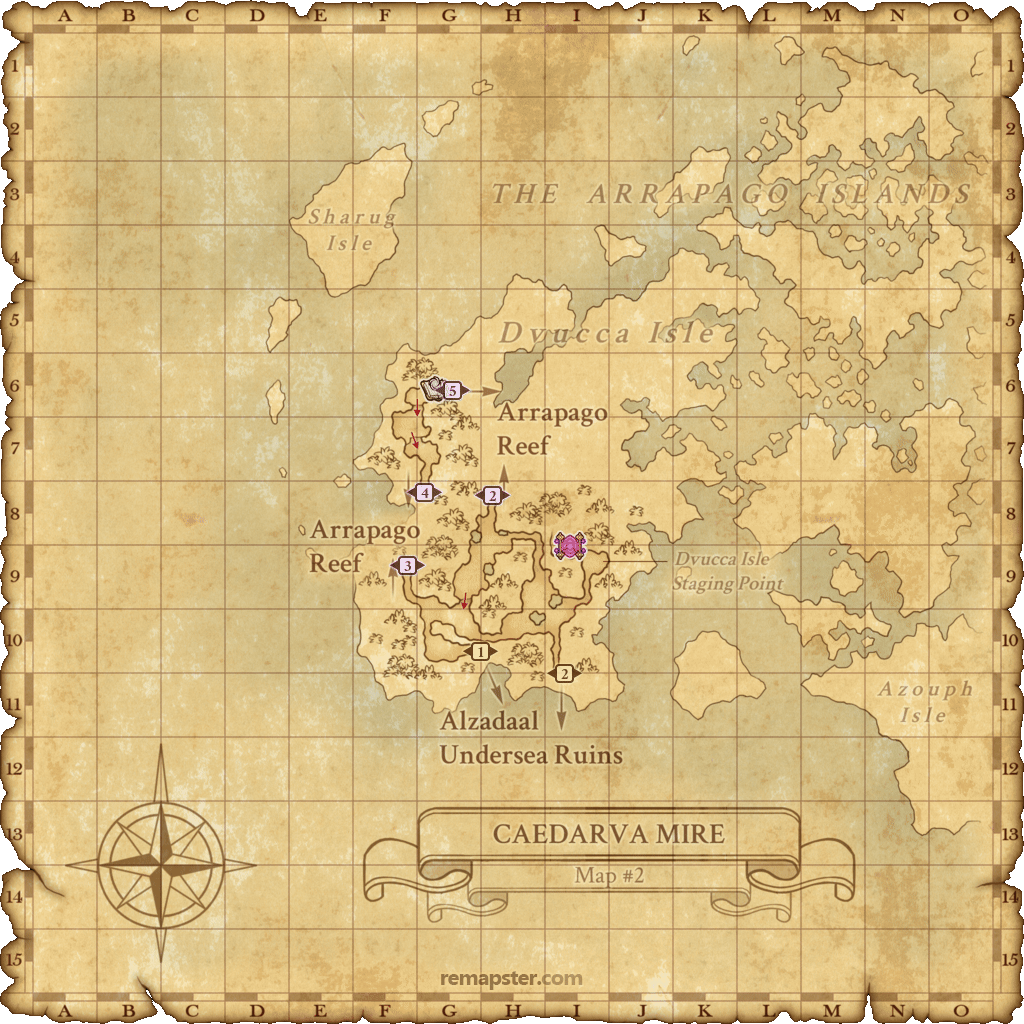 A B C D E F G H I J K L M N O
1 1
2 2
3 3
THE ARRAPAGO ISLANDS
Sharug
Isle
4 4
5 5
Dvucca Isle
6 6
5
Arrapago
Reef
7 7
4
2
8 8
Arrapago
Reef
3
Dvucca Isle
Staging Point
9 9
10 10
1
2
Azouph
Isle
11 11
Alzadaal
Undersea Ruins
12 12
13 13
CAEDARVA MIRE
Map #2
14 14
15 15
remapster.com
A B C D E F G H I J K L M N O